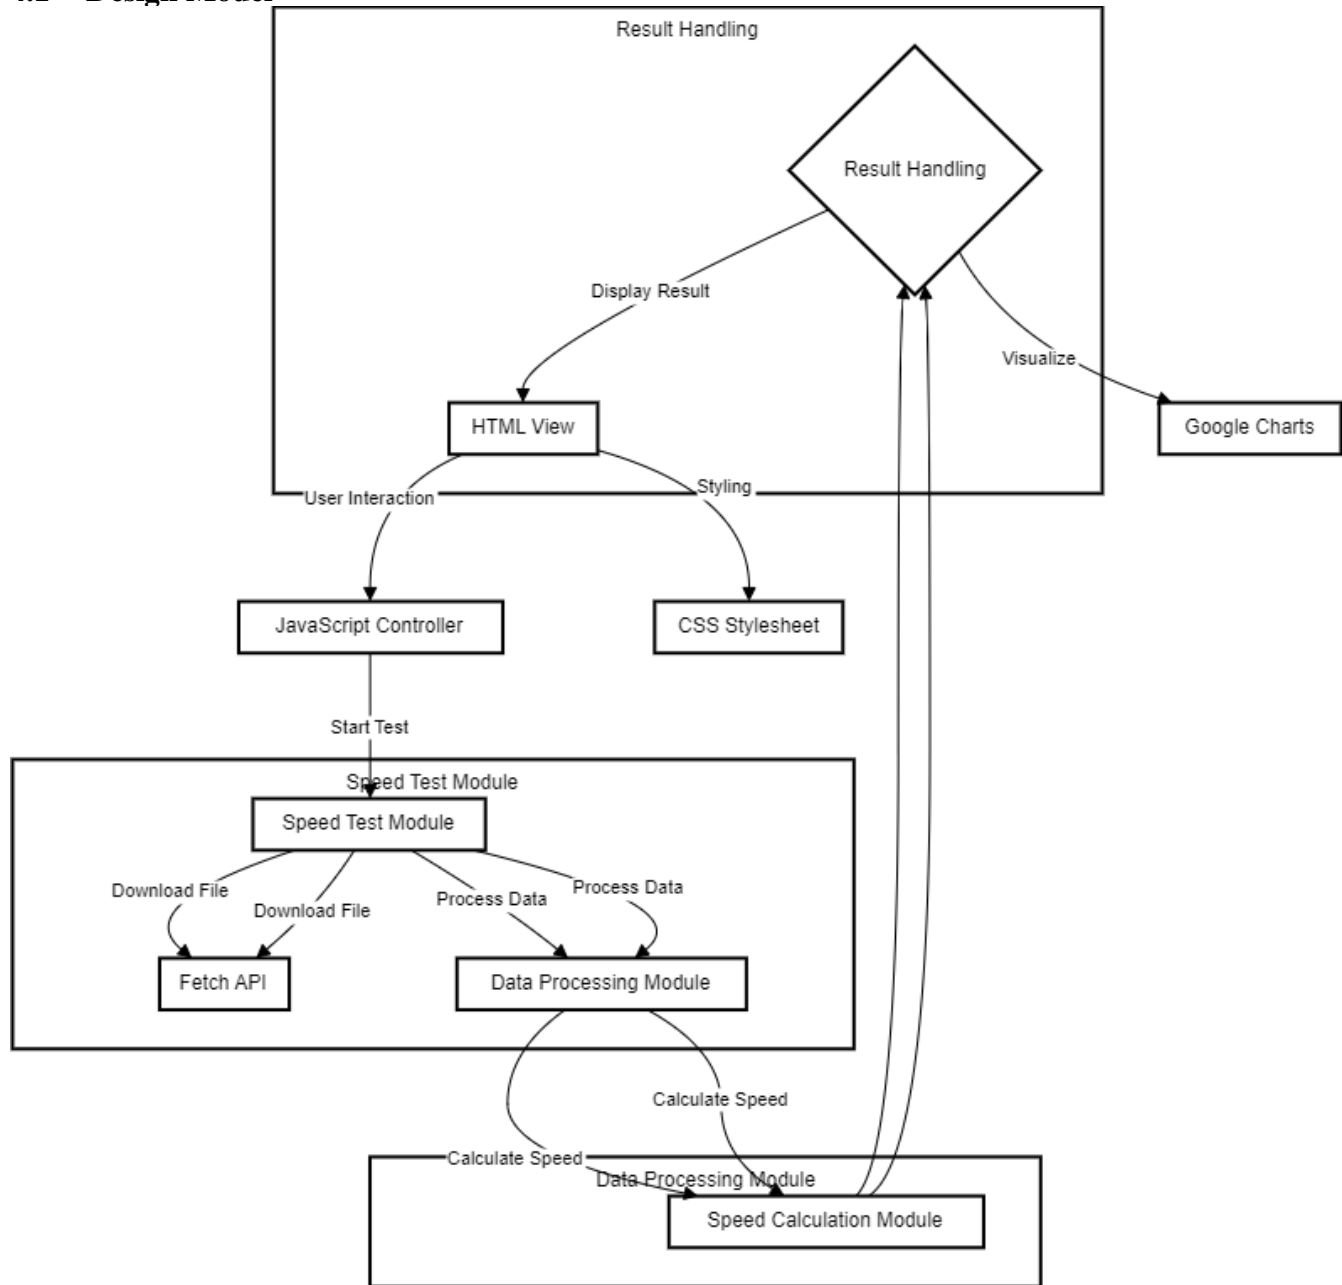 Result Handling
Result Handling
Display Result
Visualize
HTML View
Google Charts
User Interaction
Styling
JavaScript Controller
CSS Stylesheet
Start Test
Speed Test Module
Speed Test Module
Download File
Process Data
Download File
Process Data
Fetch API
Data Processing Module
Calculate Speed
Calculate Speed
Data Processing Module
Speed Calculation Module